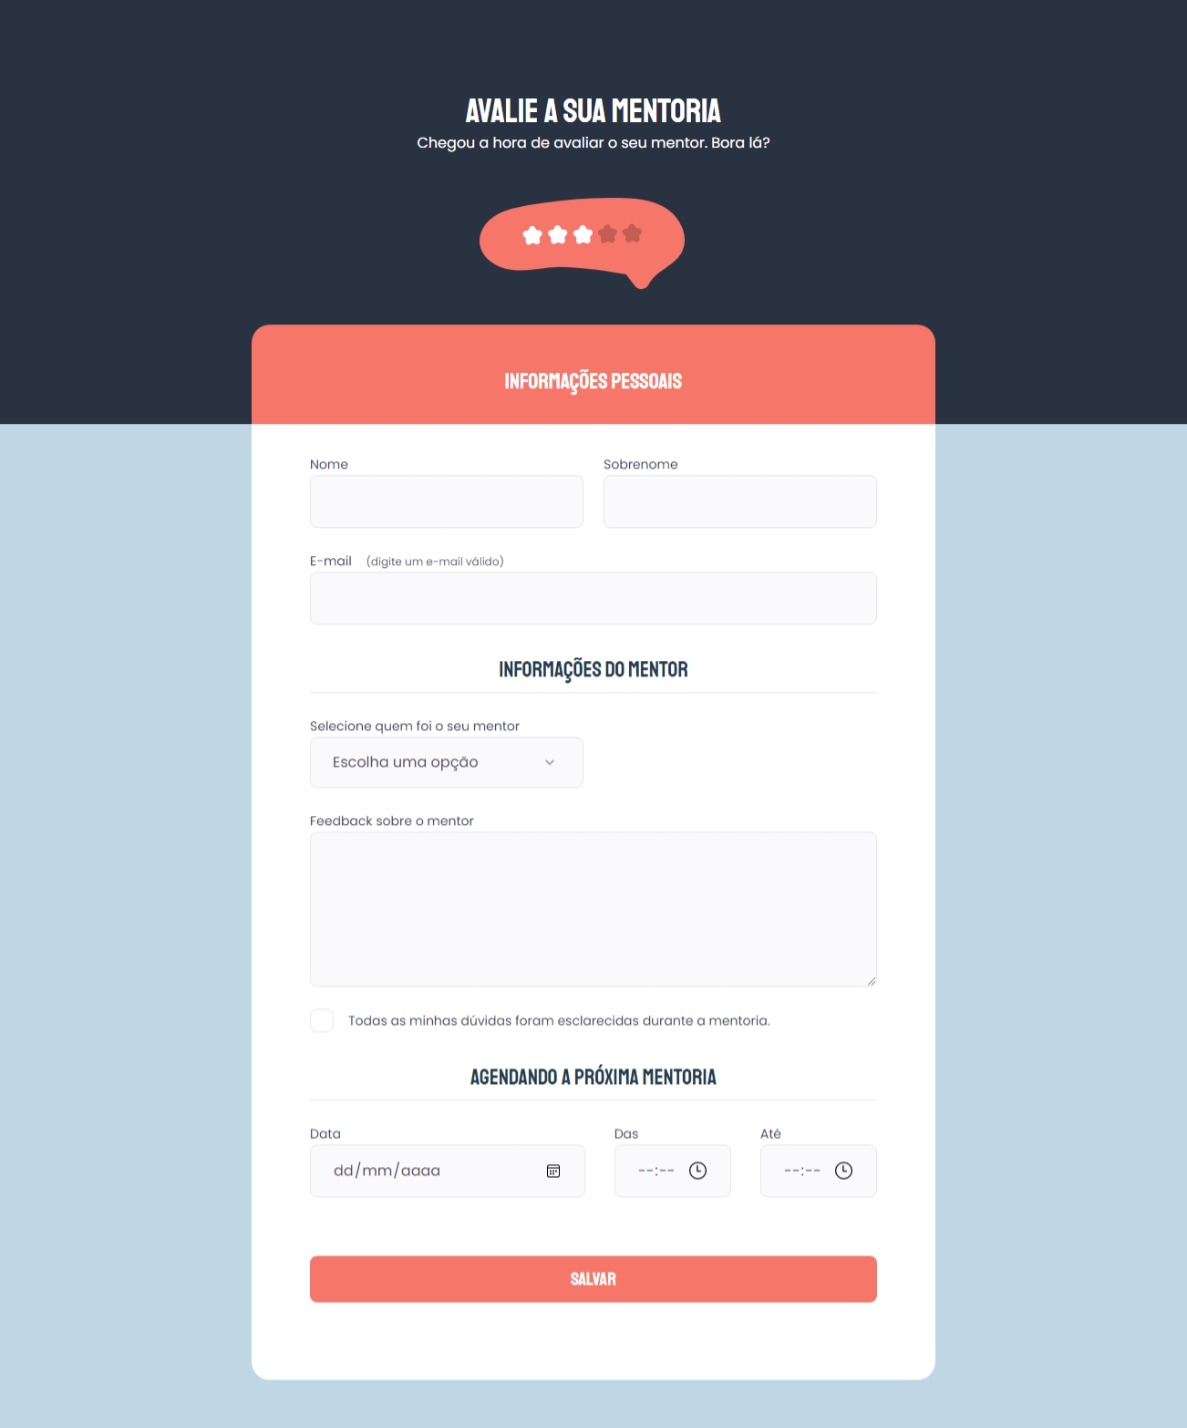 AVALIE A SUA MENTORIA
Chegou a hora de avaliar o seu mentor. Bora lá?
INFORMAÇÕES PESSOAIS
Nome Sobrenome
E-mail (digite um e-mail válido)
INFORMAÇÕES DO MENTOR
Selecione quem foi o seu mentor
Escolha uma opção
Feedback sobre o mentor
Todas as minhas dúvidas foram esclarecidas durante a mentoria.
AGENDANDO A PRÓXIMA MENTORIA
Data Das Até
dd/mm/aaaa --:-- --:--
SALVAR